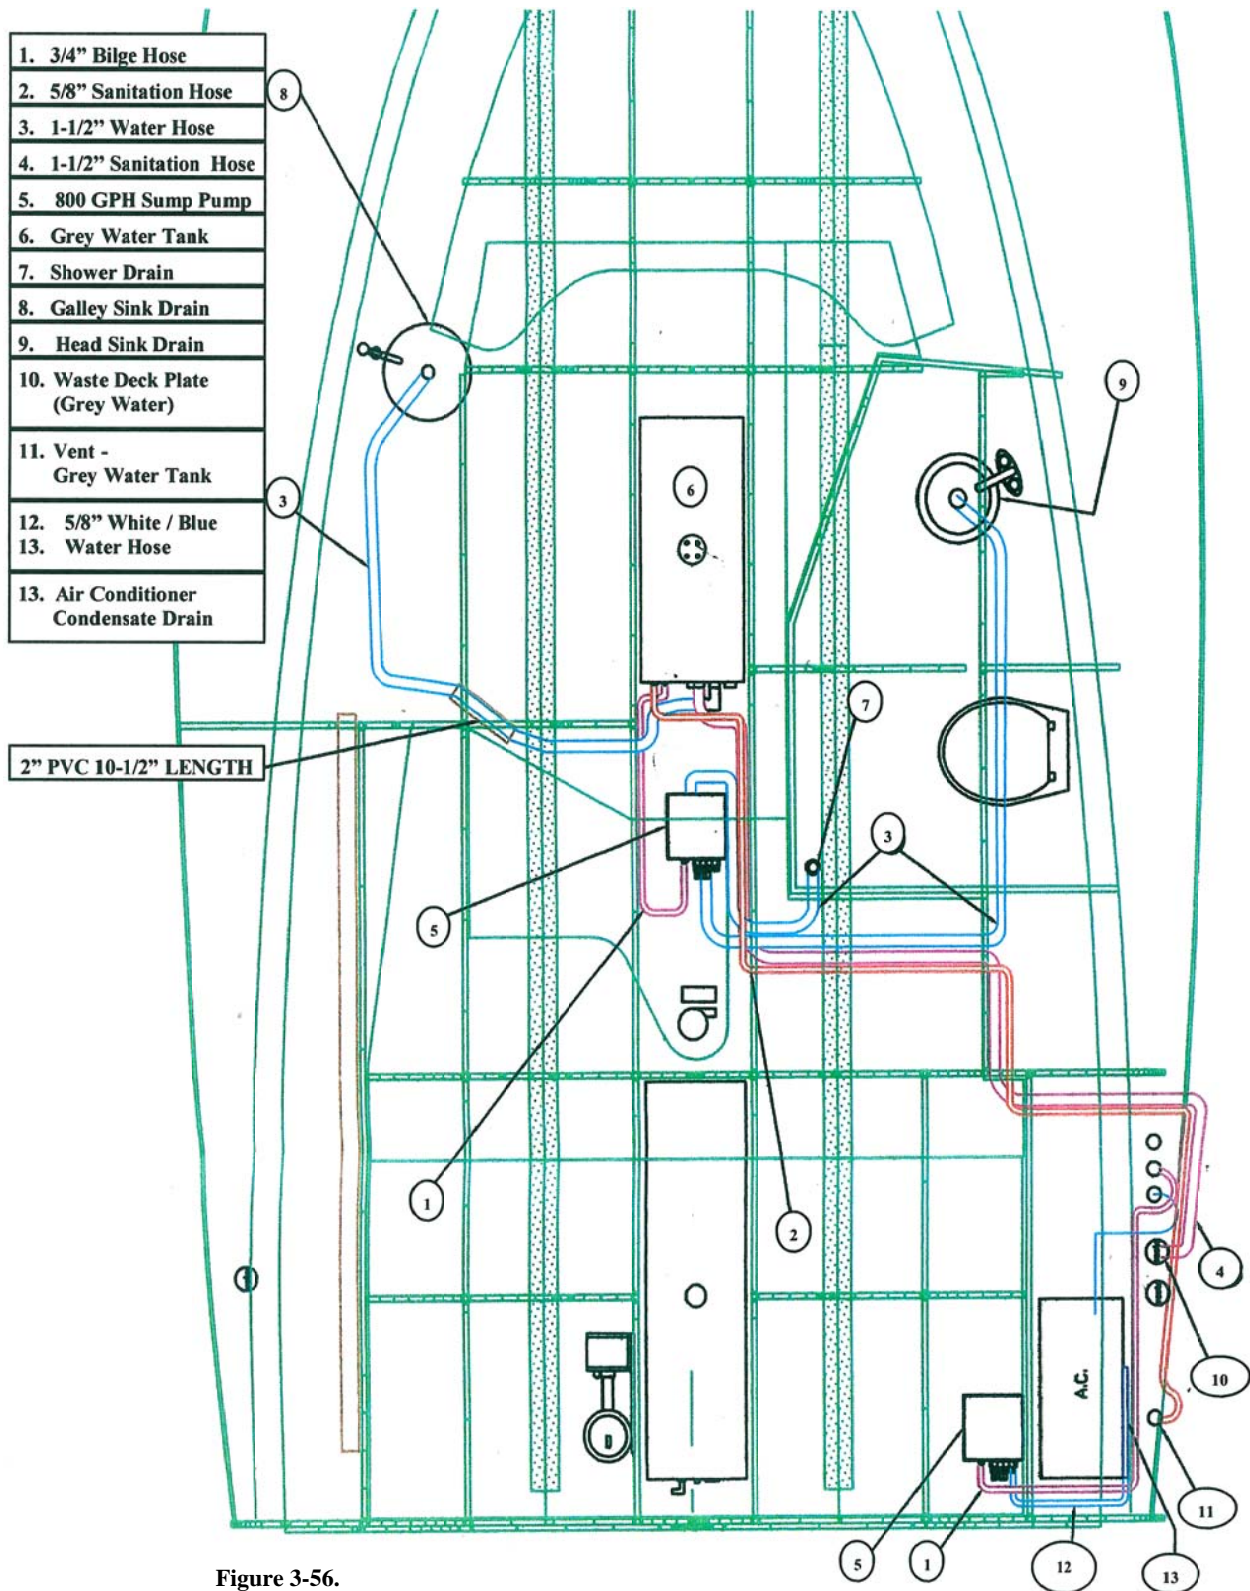 1. 3/4” Bilge Hose
2. 5/8” Sanitation Hose
3. 1-1/2” Water Hose
4. 1-1/2” Sanitation Hose
5. 800 GPH Sump Pump
6. Grey Water Tank
7. Shower Drain
8. Galley Sink Drain
9. Head Sink Drain
10. Waste Deck Plate
(Grey Water)
11. Vent -
Grey Water Tank
12. 5/8” White / Blue
13. Water Hose
13. Air Conditioner
Condensate Drain
2” PVC 10-1/2” LENGTH
8
3
6
9
7
3
5
1
2
4
10
A.C.
11
5
1
12
13
Figure 3-56.